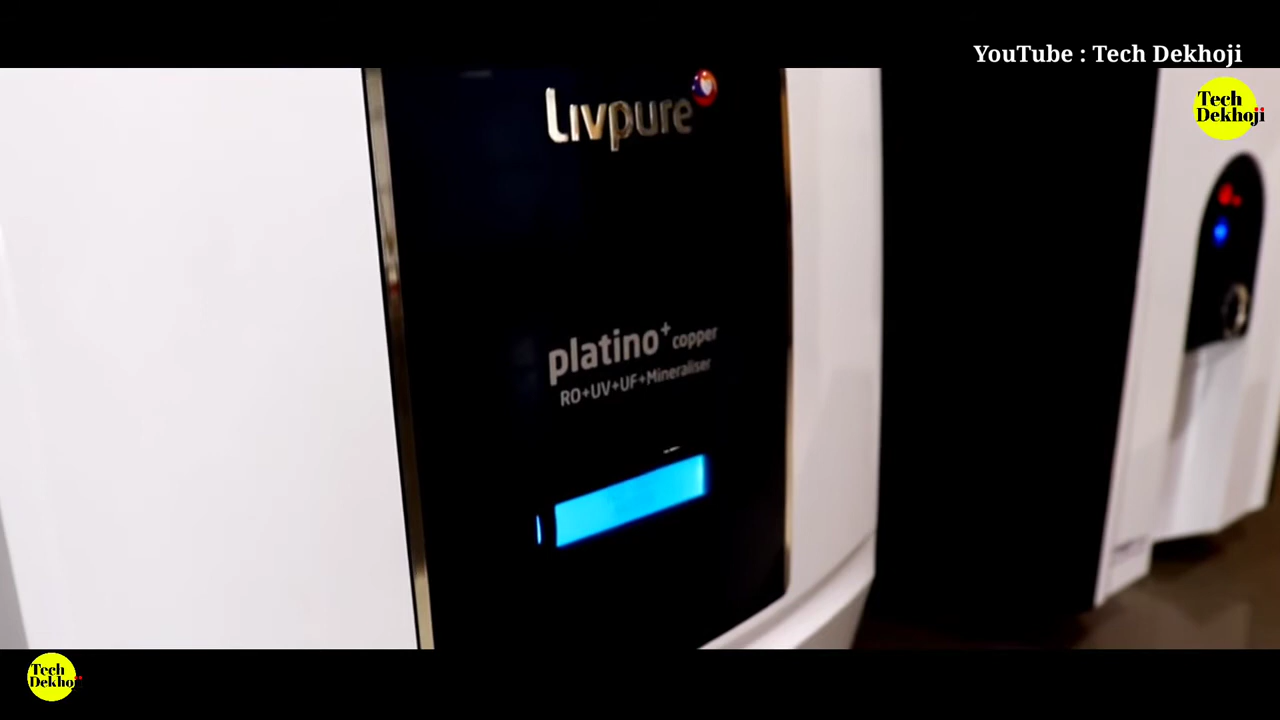 YouTube : Tech Dekhoji
Tech
Dekhoji
Livpure
platino+ copper
RO+UV+UF+Mineraliser
Tech
Dekhoji